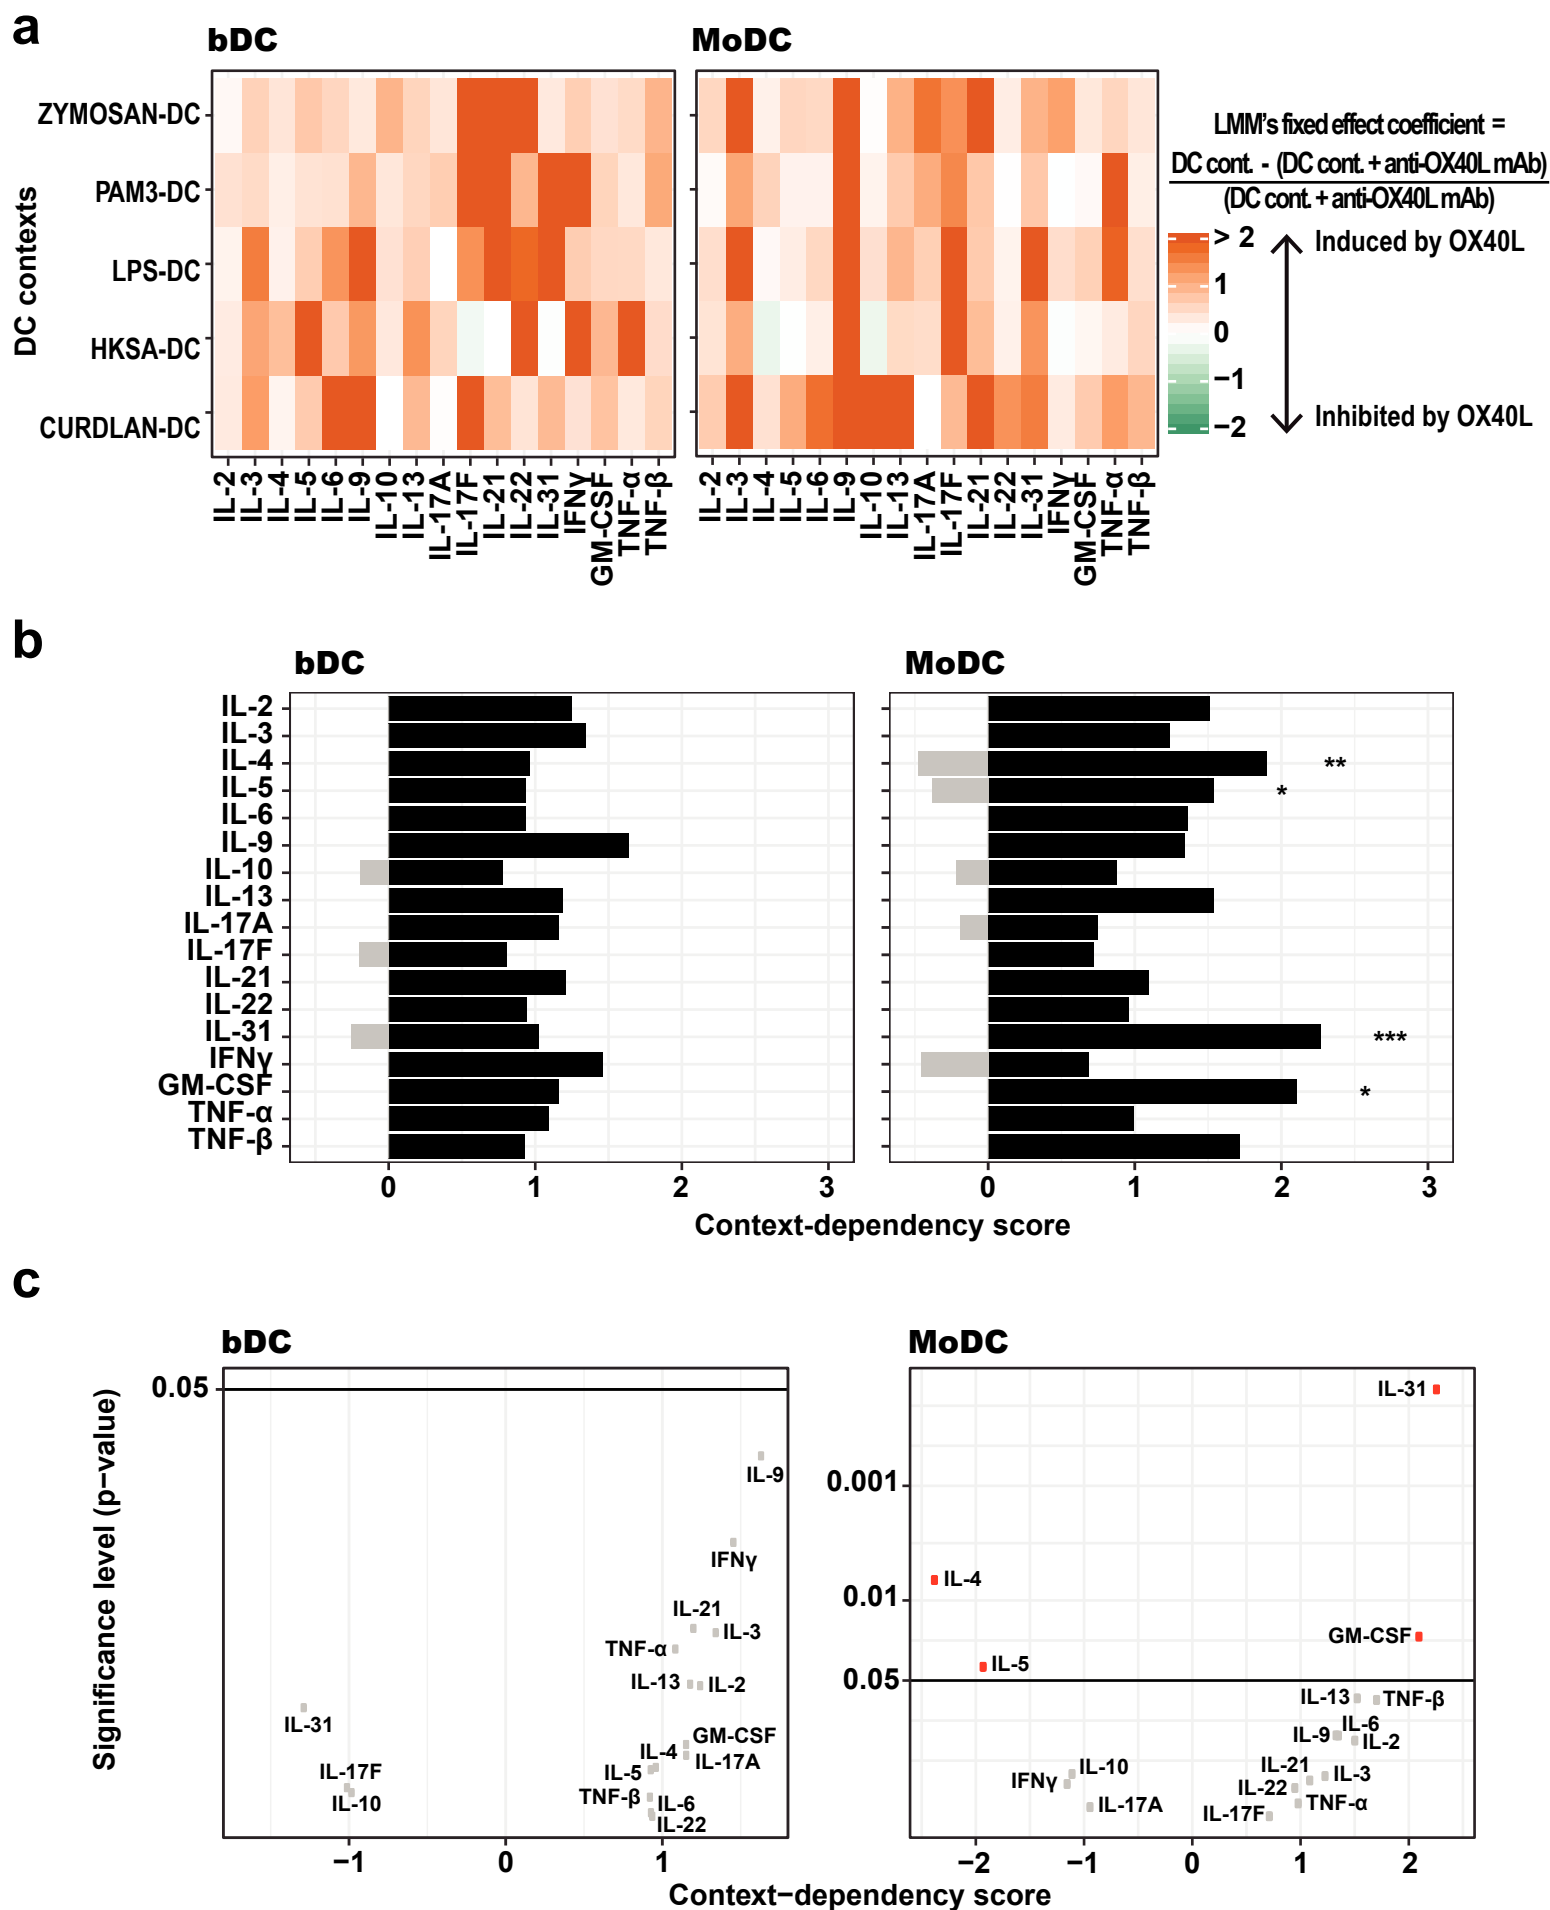 a
bDC
MoDC
DC contexts
ZYMOSAN-DC
PAM3-DC
LPS-DC
HKSA-DC
CURDLAN-DC
IL-2
IL-3
IL-4
IL-5
IL-6
IL-9
IL-10
IL-13
IL-17A
IL-17F
IL-21
IL-22
IL-31
IFNγ
GM-CSF
TNF-α
TNF-β
IL-2
IL-3
IL-4
IL-5
IL-6
IL-9
IL-10
IL-13
IL-17A
IL-17F
IL-21
IL-22
IL-31
IFNγ
GM-CSF
TNF-α
TNF-β
LMM's fixed effect coefficient =
DC cont. - (DC cont. + anti-OX40L mAb)
(DC cont. + anti-OX40L mAb)
> 2
1
0
−1
−2
Induced by OX40L
Inhibited by OX40L
b
bDC
MoDC
IL-2
IL-3
IL-4
**
IL-5
*
IL-6
IL-9
IL-10
IL-13
IL-17A
IL-17F
IL-21
IL-22
IL-31
***
IFNγ
GM-CSF
*
TNF-α
TNF-β
0 1 2 3
0 1 2 3
Context-dependency score
c
bDC
MoDC
Significance level (p−value)
0.05
IL-9
IFNγ
IL-21
IL-3
TNF-α
IL-13
IL-2
IL-31
GM-CSF
IL-4
IL-17A
IL-5
IL-17F
TNF-β
IL-6
IL-10
IL-22
−1 0 1
IL-31
0.001
IL-4
0.01
GM-CSF
IL-5
0.05
IL-13
TNF-β
IL-6
IL-9
IL-2
IL-10
IL-21
IL-3
IFNγ
IL-22
IL-17A
TNF-α
IL-17F
−2 −1 0 1 2
Context−dependency score